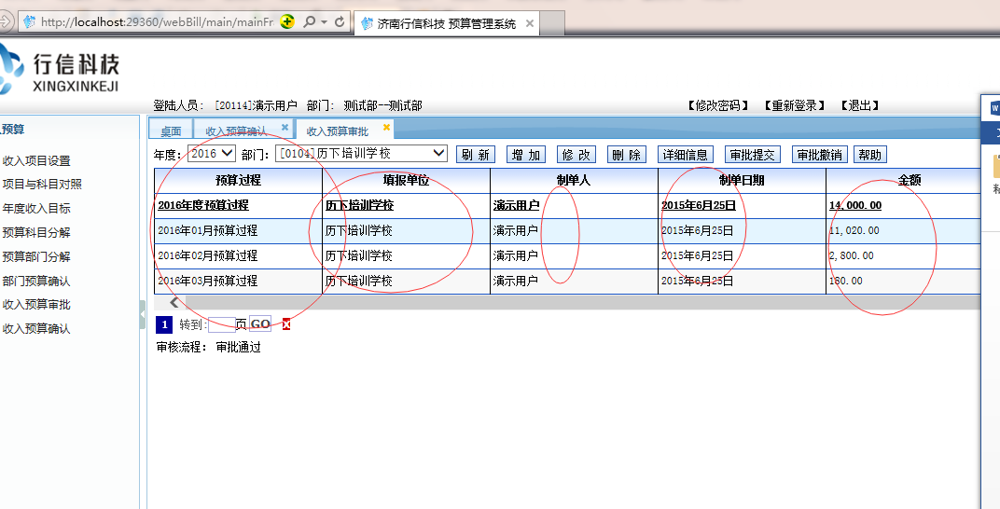 http://localhost:29360/webBill/main/mainFr
济南行信科技 预算管理系统
行信科技
XINGXINKEJI
登陆人员： [20114]演示用户 部门： 测试部--测试部 【修改密码】 【重新登录】 【退出】
预算
桌面 收入预算确认 收入预算审批
收入项目设置
项目与科目对照
年度收入目标
预算科目分解
预算部门分解
部门预算确认
收入预算审批
收入预算确认
年度： 2016 部门： [0104]历下培训学校 刷 新 增 加 修 改 删 除 详细信息 审批提交 审批撤销 帮助
预算过程 填报单位 制单人 制单日期 金额
2016年度预算过程 历下培训学校 演示用户 2015年6月25日 14,000.00
2016年01月预算过程 历下培训学校 演示用户 2015年6月25日 11,020.00
2016年02月预算过程 历下培训学校 演示用户 2015年6月25日 2,800.00
2016年03月预算过程 历下培训学校 演示用户 2015年6月25日 180.00
1 转到: 页 GO
审核流程： 审批通过